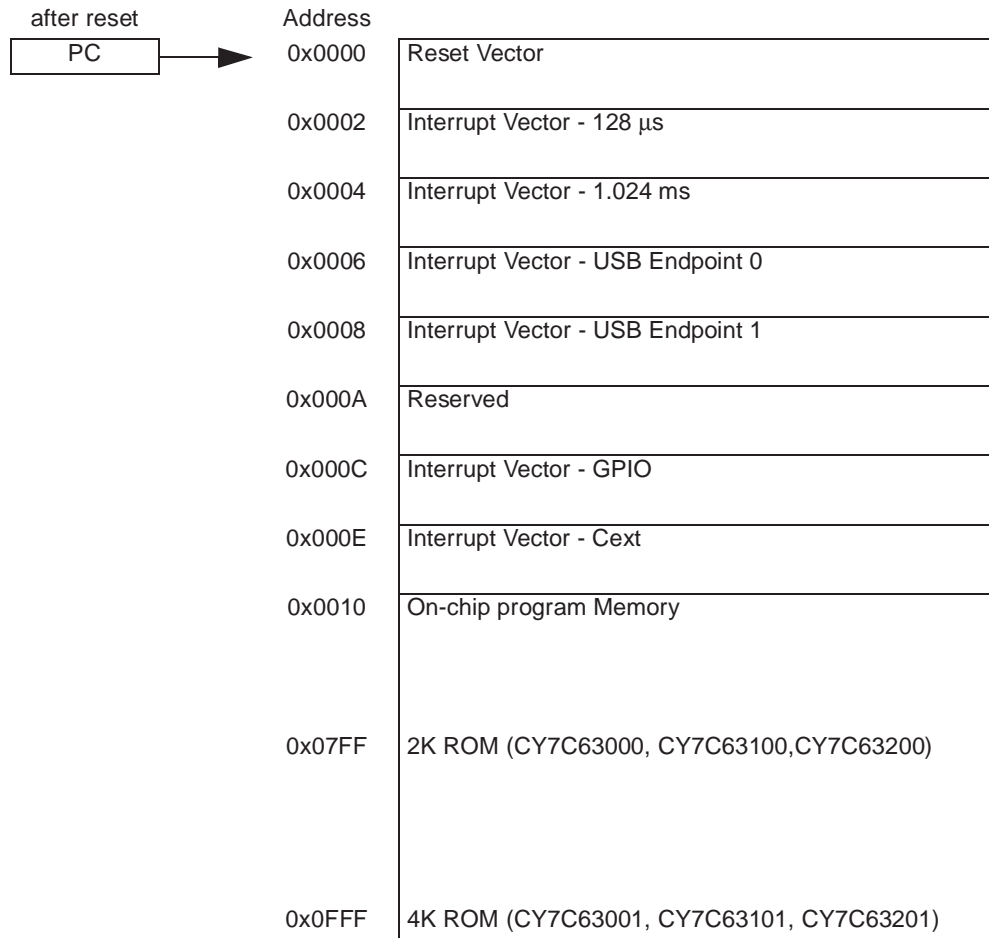 after reset Address
PC 0x0000 Reset Vector
0x0002 Interrupt Vector - 128 μs
0x0004 Interrupt Vector - 1.024 ms
0x0006 Interrupt Vector - USB Endpoint 0
0x0008 Interrupt Vector - USB Endpoint 1
0x000A Reserved
0x000C Interrupt Vector - GPIO
0x000E Interrupt Vector - Cext
0x0010 On-chip program Memory
0x07FF 2K ROM (CY7C63000, CY7C63100,CY7C63200)
0x0FFF 4K ROM (CY7C63001, CY7C63101, CY7C63201)